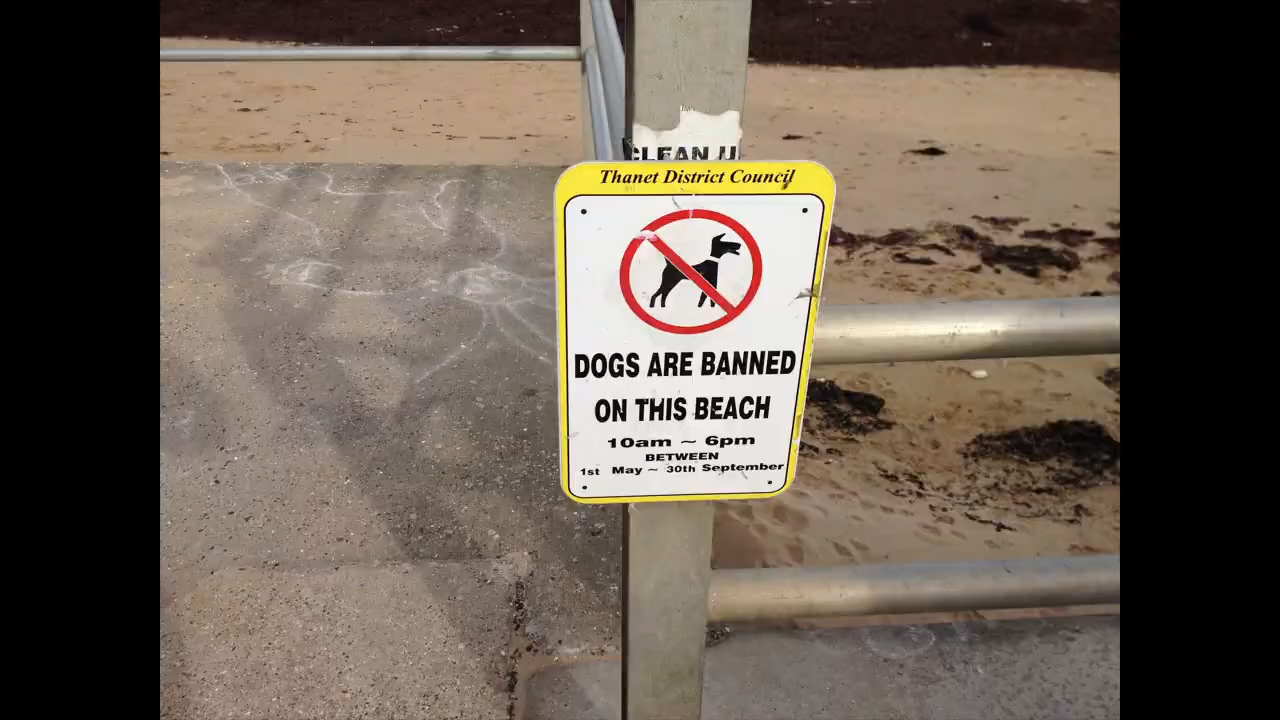 CLEAN U
Thanet District Council
DOGS ARE BANNED
ON THIS BEACH
10am ~ 6pm
BETWEEN
1st May ~ 30th September